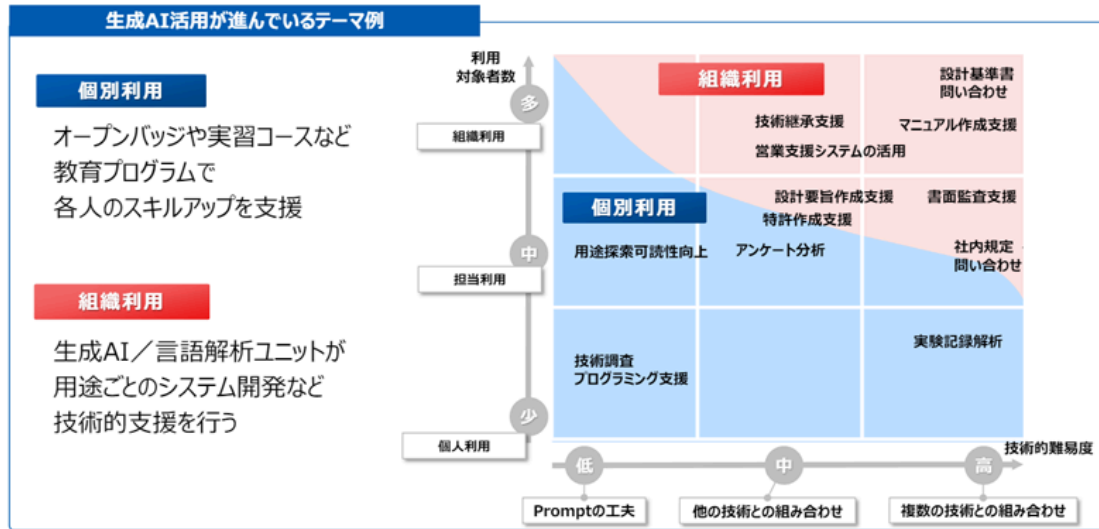 生成AI活用が進んでいるテーマ例
個別利用
オープンバッジや実習コースなど
教育プログラムで
各人のスキルアップを支援
組織利用
生成AI／言語解析ユニットが
用途ごとのシステム開発など
技術的支援を行う
利用
対象者数
多
組織利用
中
担当利用
少
個人利用
組織利用
設計基準書
問い合わせ
技術継承支援
マニュアル作成支援
営業支援システムの活用
個別利用
設計要旨作成支援
書面監査支援
特許作成支援
用途探索可読性向上
アンケート分析
社内規定
問い合わせ
技術調査
プログラミング支援
実験記録解析
技術的難易度
低
中
高
Promptの工夫
他の技術との組み合わせ
複数の技術との組み合わせ